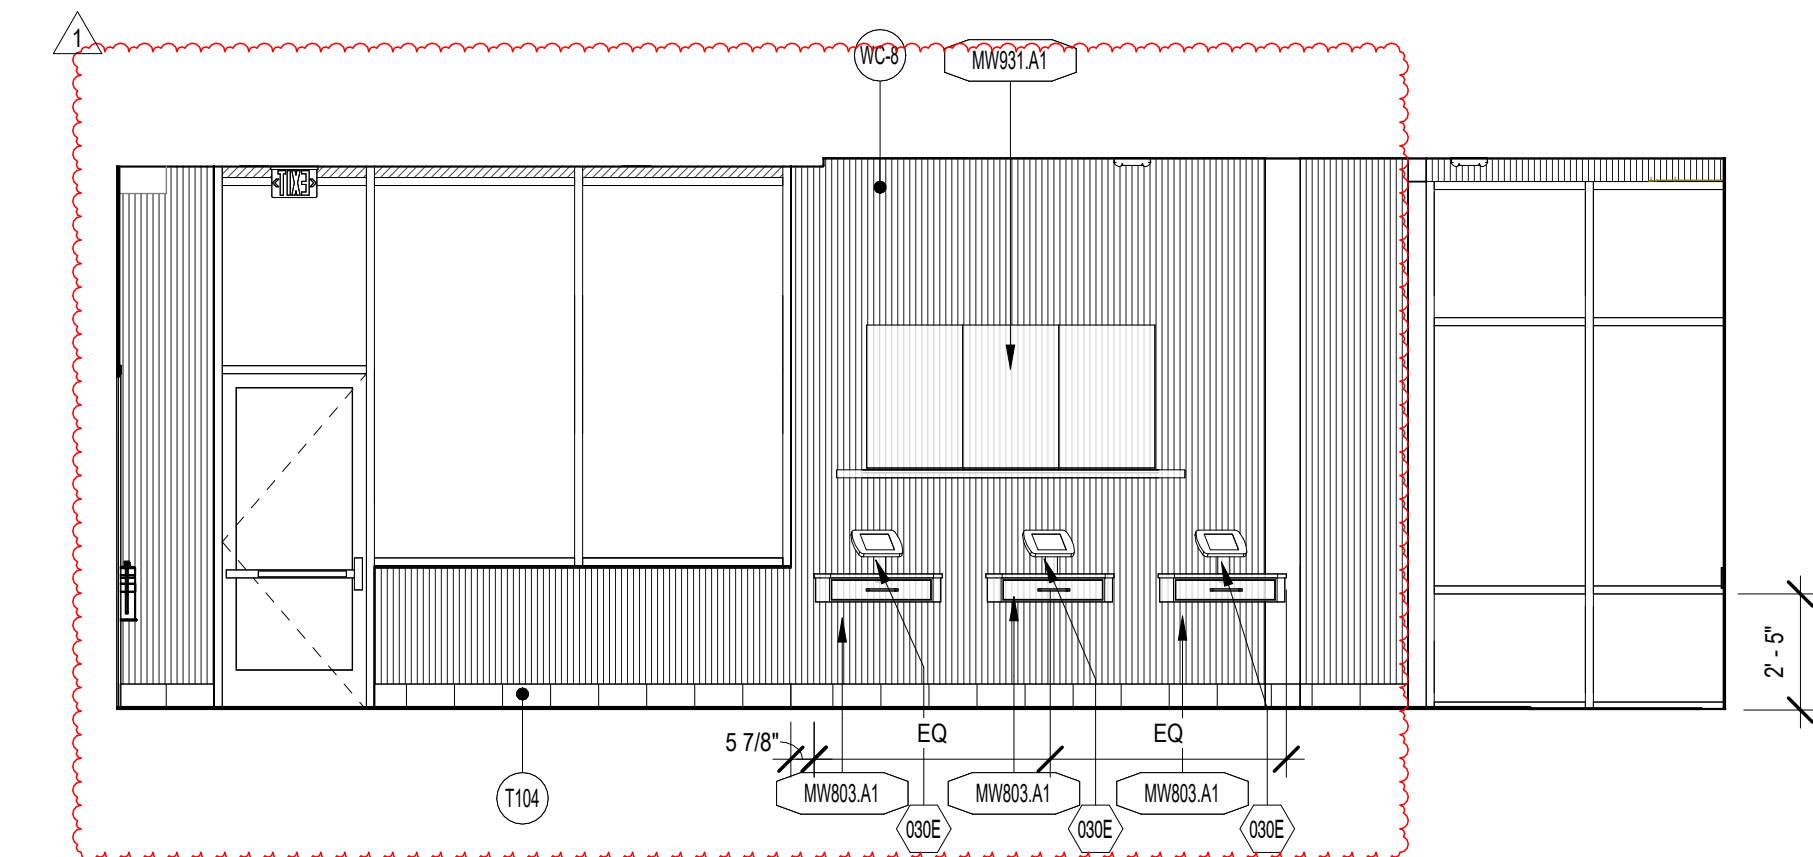 1
WC-8
MW931.A1
EXIT
2' - 5"
5 7/8"
EQ
EQ
T104
MW803.A1
MW803.A1
MW803.A1
030E
030E
030E